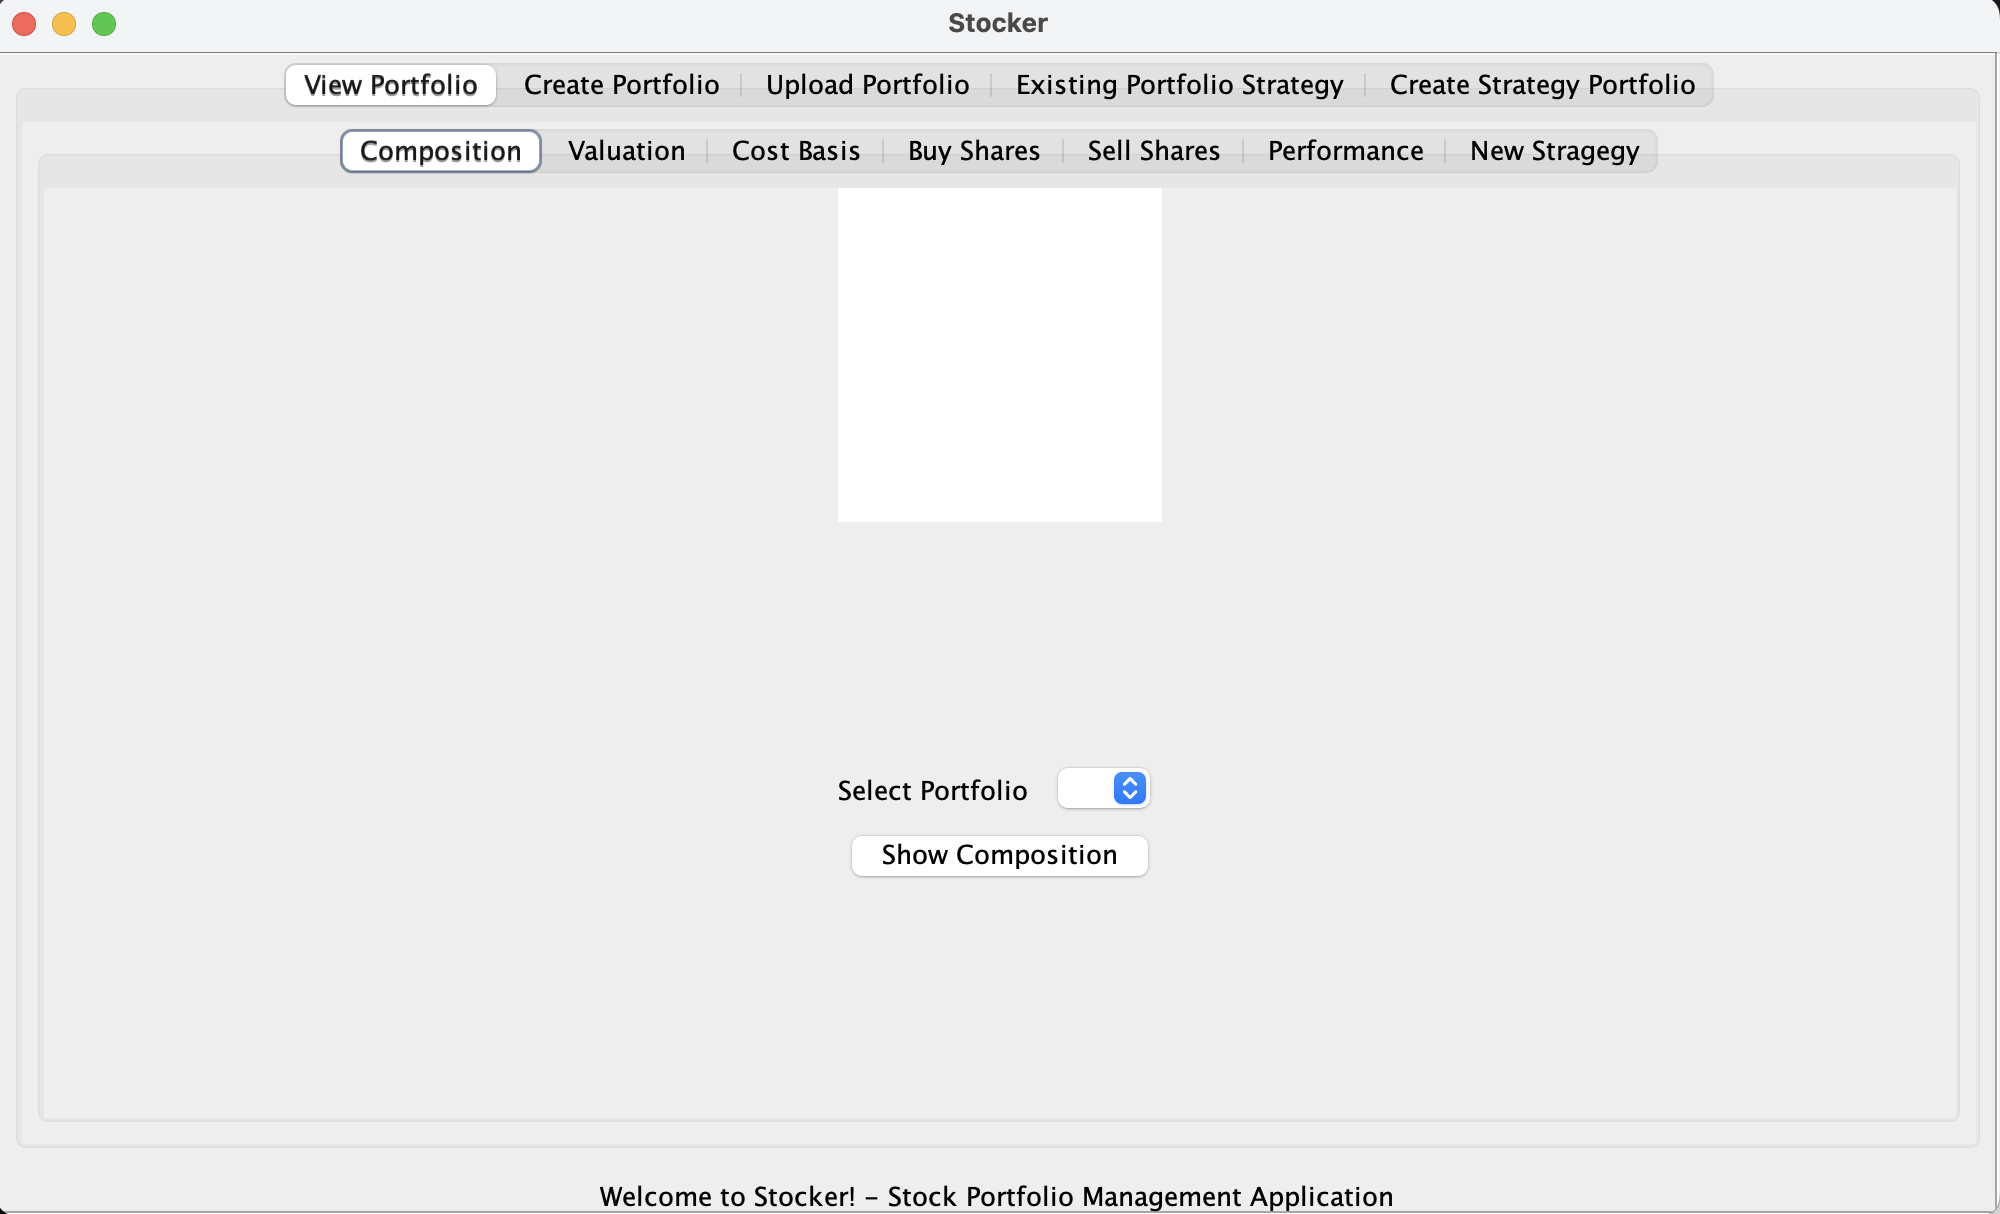 Stocker
View Portfolio Create Portfolio Upload Portfolio Existing Portfolio Strategy Create Strategy Portfolio
Composition Valuation Cost Basis Buy Shares Sell Shares Performance New Stragegy
Select Portfolio
Show Composition
Welcome to Stocker! – Stock Portfolio Management Application